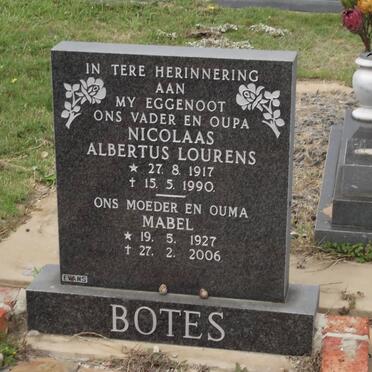 IN TERE HERINNERING
AAN
MY EGGENOOT
ONS VADER EN OUPA
NICOLAAS
ALBERTUS LOURENS
★ 27. 8. 1917
† 15. 5. 1990.
ONS MOEDER EN OUMA
MABEL
★ 19. 5. 1927
† 27. 2. 2006
EVANS
BOTES